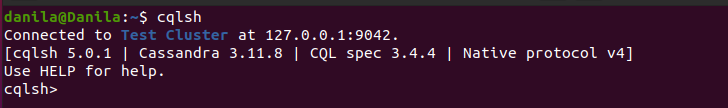 danila@Danila:~$ cqlsh
Connected to Test Cluster at 127.0.0.1:9042.
[cqlsh 5.0.1 | Cassandra 3.11.8 | CQL spec 3.4.4 | Native protocol v4]
Use HELP for help.
cqlsh>